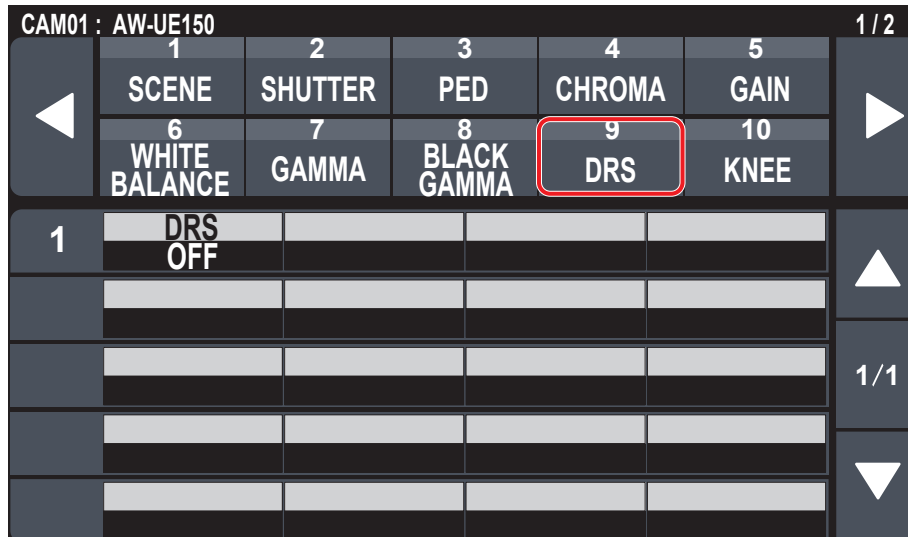 CAM01 : AW-UE150 1 / 2
1 2 3 4 5
SCENE SHUTTER PED CHROMA GAIN
6 7 8 9 10
WHITE BALANCE GAMMA BLACK GAMMA DRS KNEE
1 DRS
OFF
1/1